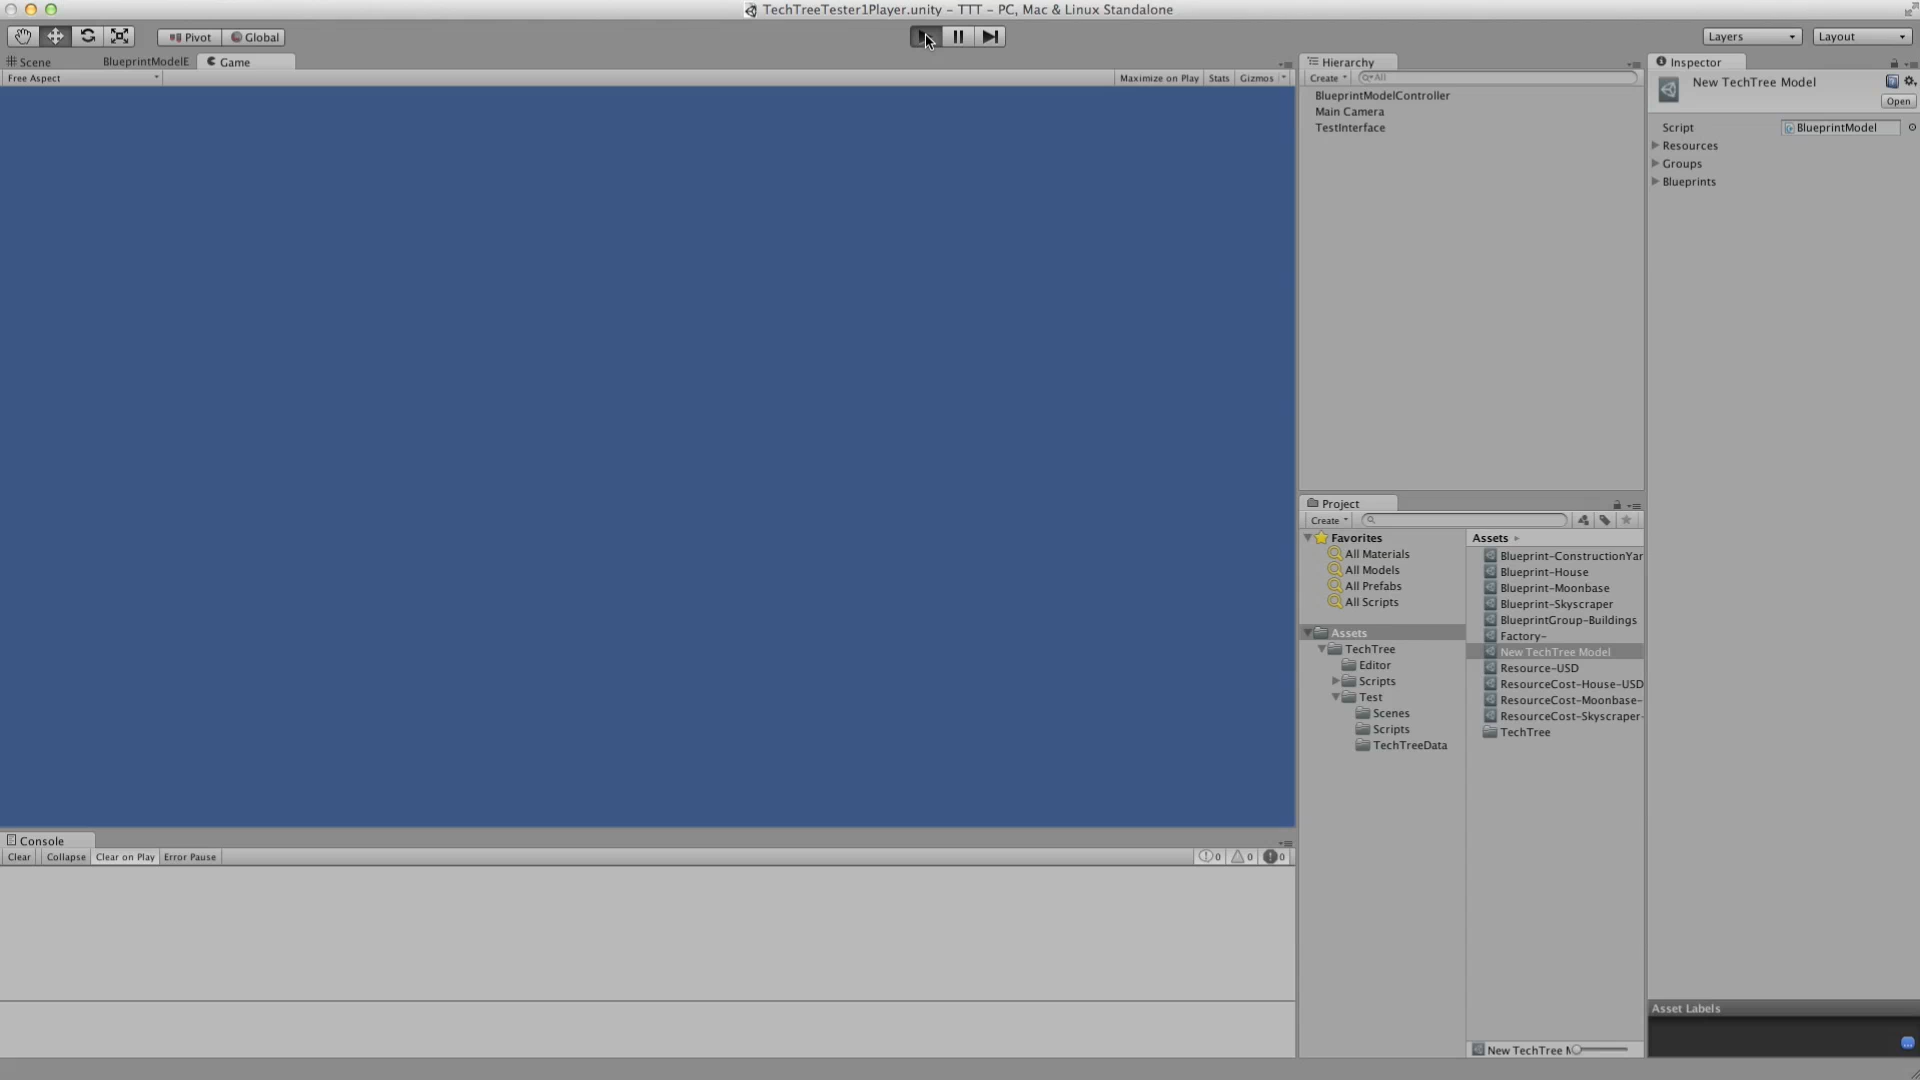 TechTreeTester1Player.unity - TTT - PC, Mac & Linux Standalone
Pivot Global
Layers Layout
Scene BlueprintModelE Game
Free Aspect
Maximize on Play Stats Gizmos
Hierarchy
Create All
BlueprintModelController
Main Camera
TestInterface
Project
Create
Favorites
All Materials
All Models
All Prefabs
All Scripts
Assets
TechTree
Editor
Scripts
Test
Scenes
Scripts
TechTreeData
Assets
Blueprint-ConstructionYar
Blueprint-House
Blueprint-Moonbase
Blueprint-Skyscraper
BlueprintGroup-Buildings
Factory-
New TechTree Model
Resource-USD
ResourceCost-House-USD
ResourceCost-Moonbase-
ResourceCost-Skyscraper-
TechTree
New TechTree M
Inspector
New TechTree Model
Open
Script BlueprintModel
Resources
Groups
Blueprints
Asset Labels
Console
Clear Collapse Clear on Play Error Pause
0 0 0